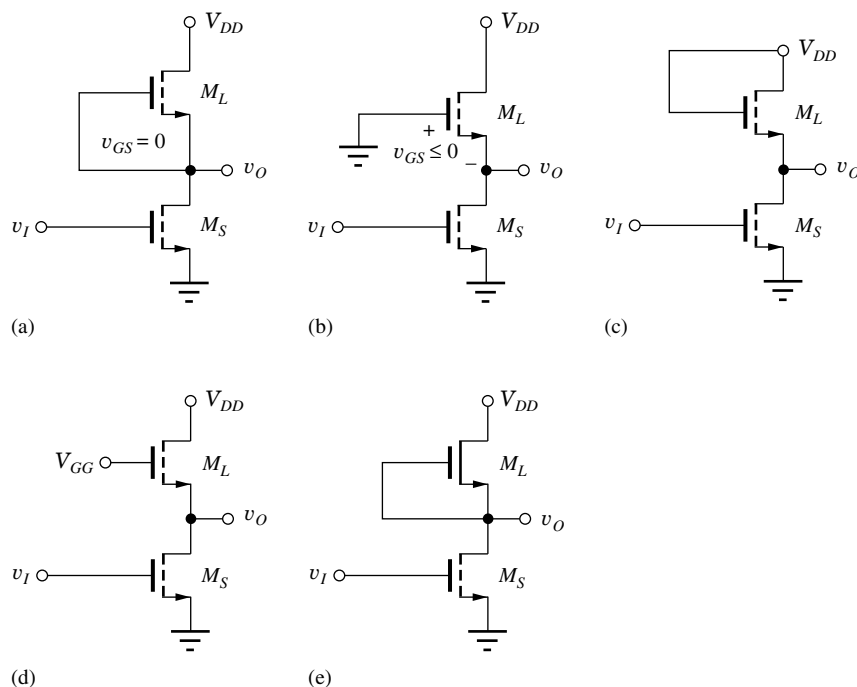 V_DD
M_L
v_GS = 0
v_O
v_I
M_S
(a)
V_DD
M_L
+
v_GS ≤ 0
–
v_O
v_I
M_S
(b)
V_DD
M_L
v_O
v_I
M_S
(c)
V_DD
V_GG
M_L
v_O
v_I
M_S
(d)
V_DD
M_L
v_O
v_I
M_S
(e)